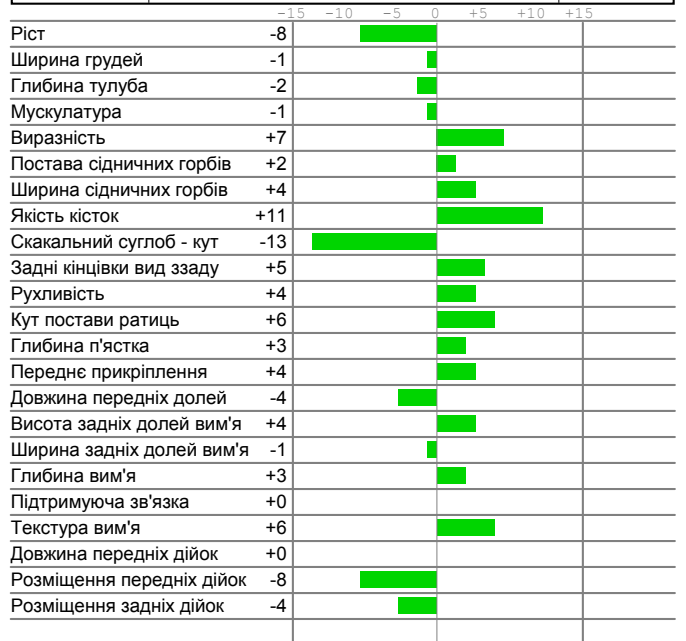 -15 -10 -5 0 +5 +10 +15
Ріст -8
Ширина грудей -1
Глибина тулуба -2
Мускулатура -1
Виразність +7
Постава сідничних горбів +2
Ширина сідничних горбів +4
Якість кісток +11
Скакальний суглоб - кут -13
Задні кінцівки вид ззаду +5
Рухливість +4
Кут постави ратиць +6
Глибина п'ястка +3
Переднє прикріплення +4
Довжина передніх долей -4
Висота задніх долей вим'я +4
Ширина задніх долей вим'я -1
Глибина вим'я +3
Підтримуюча зв'язка +0
Текстура вим'я +6
Довжина передніх дійок +0
Розміщення передніх дійок -8
Розміщення задніх дійок -4